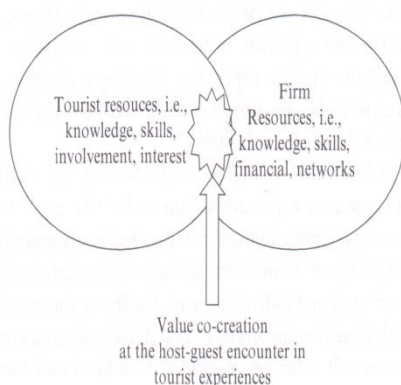 Tourist resouces, i.e.,
knowledge, skills,
involvement, interest
Firm
Resources, i.e.,
knowledge, skills,
financial, networks
Value co-creation
at the host-guest encounter in
tourist experiences